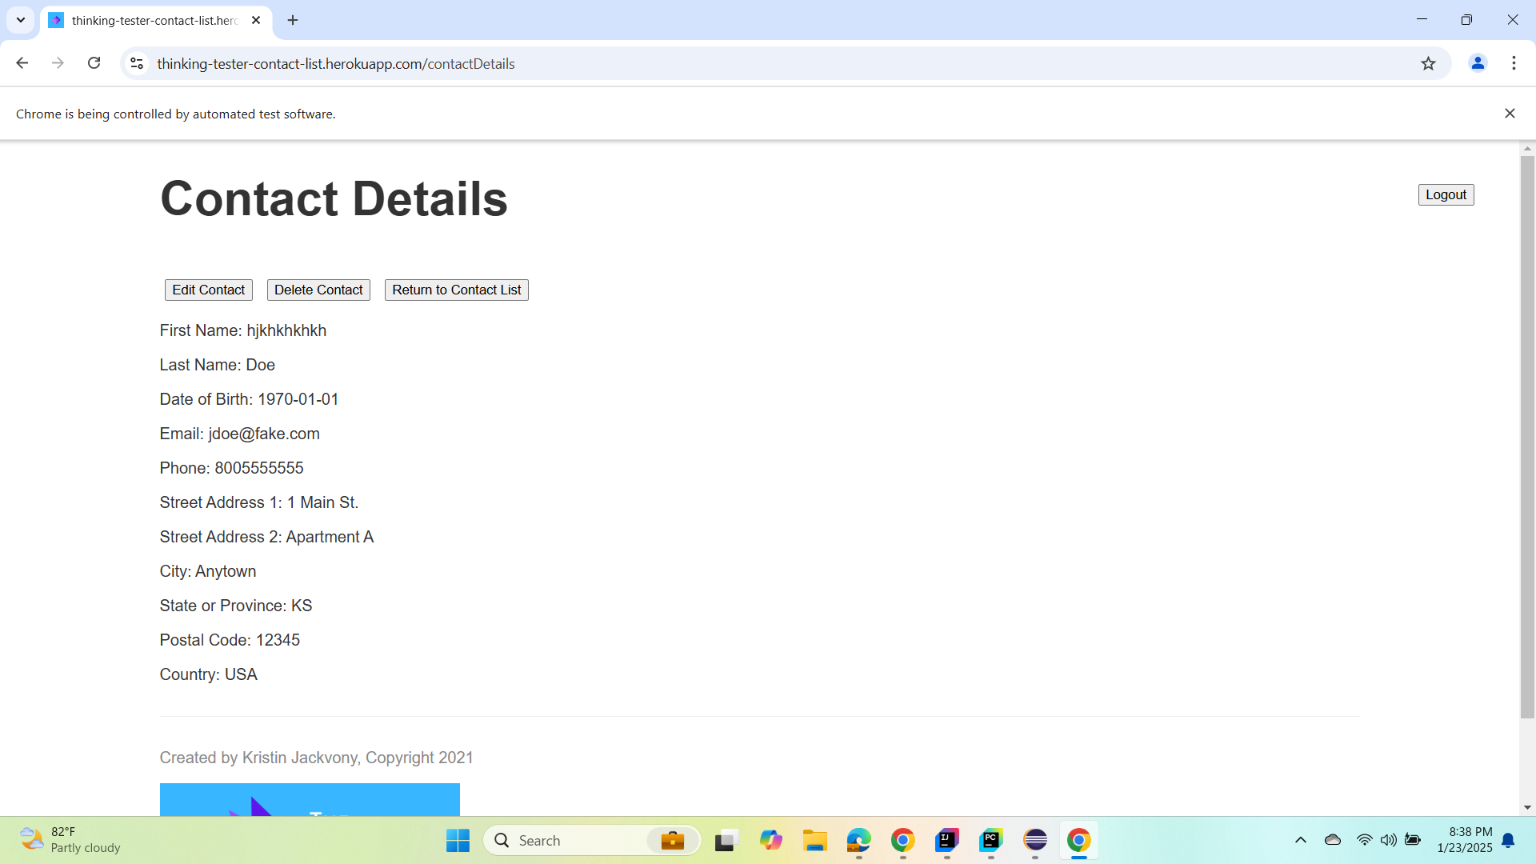 thinking-tester-contact-list.herc
thinking-tester-contact-list.herokuapp.com/contactDetails
Chrome is being controlled by automated test software.
Contact Details
Logout
Edit Contact
Delete Contact
Return to Contact List
First Name: hjkhkhkhkh
Last Name: Doe
Date of Birth: 1970-01-01
Email: jdoe@fake.com
Phone: 8005555555
Street Address 1: 1 Main St.
Street Address 2: Apartment A
City: Anytown
State or Province: KS
Postal Code: 12345
Country: USA
Created by Kristin Jackvony, Copyright 2021
82°F
Partly cloudy
Search
8:38 PM
1/23/2025